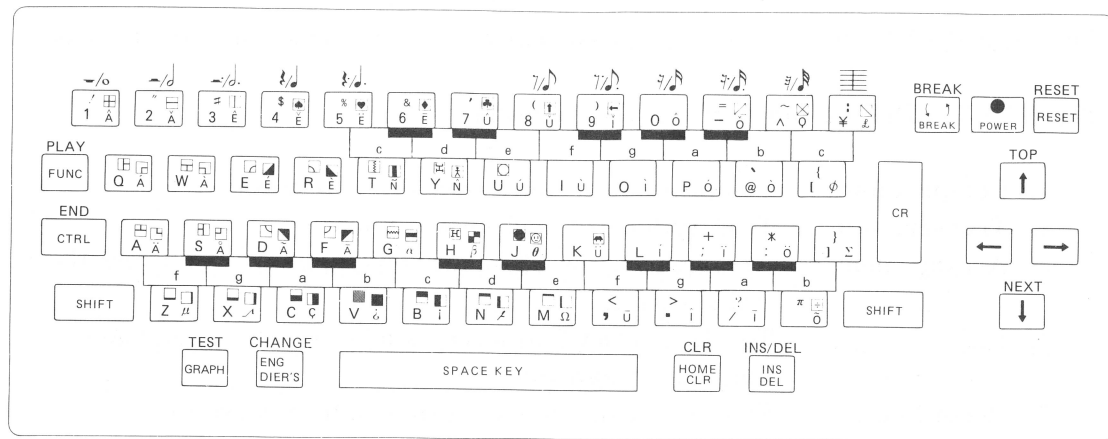 BREAK RESET
! 1 Â " 2 Ä # 3 Ê $ 4 È % 5 Ë & 6 Ë ' 7 Û ( 8 Ù ) 9 Ï O Ô = - Ò ~ ^ Ç ¦ ¥ £ BREAK POWER RESET
PLAY c d e f g a b c TOP
FUNC Q Á W À E É R È T Ñ Y N̂ U Ú I Ù O Ì P Ó ` @ Ò { [ ø
CR
END
CTRL A Ä S Å D Ã F Ā G α H β J θ K Ü L Í + ; Ï * : Ö } ] Σ
f g a b c d e f g a b NEXT
SHIFT Z μ X C Ç V ¿ B ¡ N M Ω < , Ū > . ? / Ī π Õ SHIFT
TEST CHANGE CLR INS/DEL
GRAPH ENG DIER'S SPACE KEY HOME CLR INS DEL